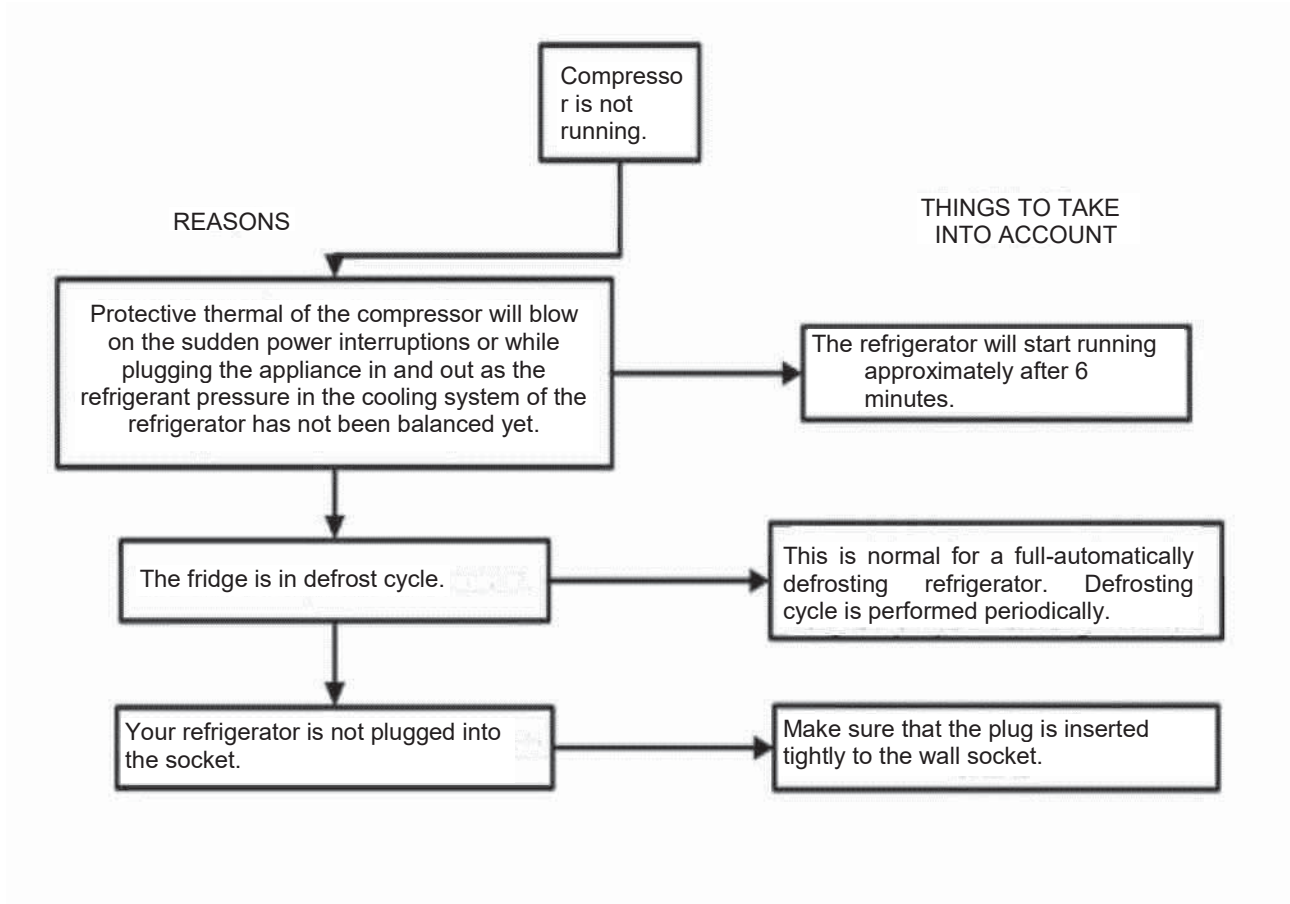 Compresso
r is not
running.
REASONS
THINGS TO TAKE
INTO ACCOUNT
Protective thermal of the compressor will blow
on the sudden power interruptions or while
plugging the appliance in and out as the
refrigerant pressure in the cooling system of the
refrigerator has not been balanced yet.
The refrigerator will start running
approximately after 6
minutes.
The fridge is in defrost cycle.
This is normal for a full-automatically
defrosting refrigerator. Defrosting
cycle is performed periodically.
Your refrigerator is not plugged into
the socket.
Make sure that the plug is inserted
tightly to the wall socket.